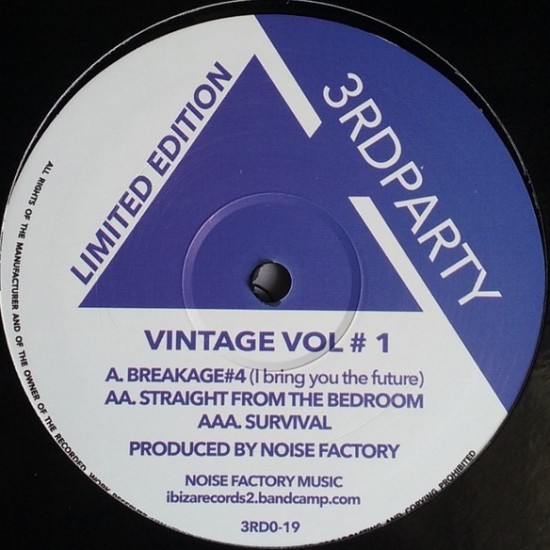 LIMITED EDITION
3RDPARTY
VINTAGE VOL # 1
A. BREAKAGE#4 (I bring you the future)
AA. STRAIGHT FROM THE BEDROOM
AAA. SURVIVAL
PRODUCED BY NOISE FACTORY
NOISE FACTORY MUSIC
ibizarecords2.bandcamp.com
3RD0-19
ALL RIGHTS OF THE MANUFACTURER AND OF THE OWNER OF THE RECORDED WORK
AND COPYING PROHIBITED